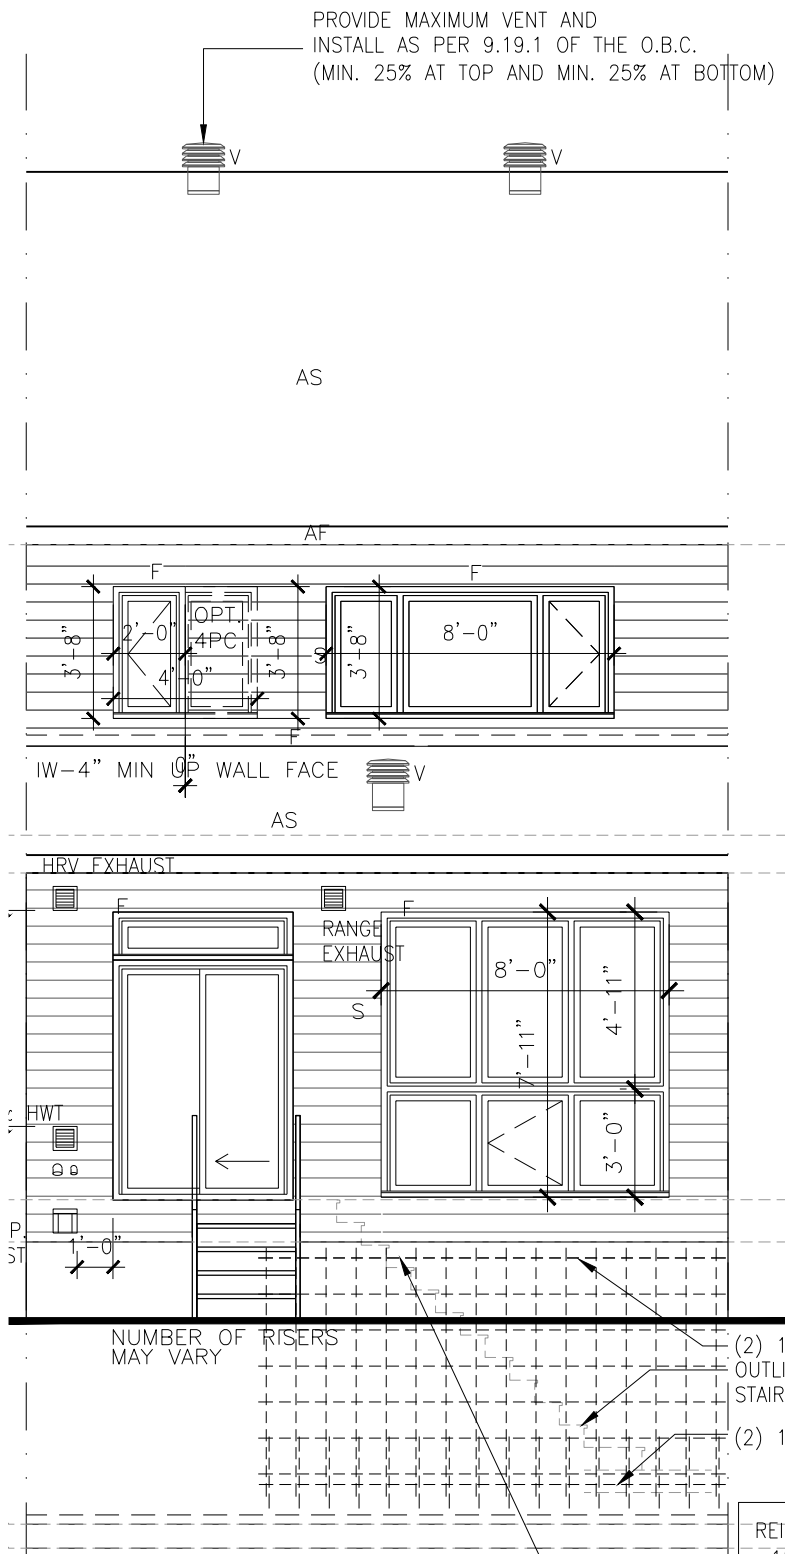 PROVIDE MAXIMUM VENT AND
INSTALL AS PER 9.19.1 OF THE O.B.C.
(MIN. 25% AT TOP AND MIN. 25% AT BOTTOM)
V
V
AS
AF
F
F
OPT.
4PC
2'-0"
3'-8"
4'-0"
3'-8"
S
3'-8"
8'-0"
F
0"
IW-4" MIN UP WALL FACE
V
AS
HRV EXHAUST
F
RANGE
EXHAUST
F
8'-0"
S
7'-11"
4'-11"
3'-0"
HWT
P.
ST
1'-0"
NUMBER OF RISERS
MAY VARY
(2) 1
OUTLI
STAIR
(2) 1
REI